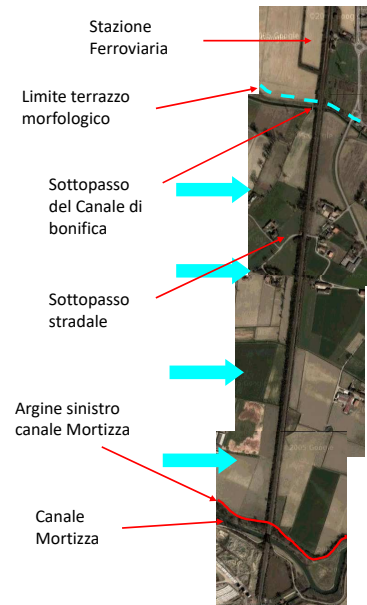 Stazione
Ferroviaria
Limite terrazzo
morfologico
Sottopasso
del Canale di
bonifica
Sottopasso
stradale
Argine sinistro
canale Mortizza
Canale
Mortizza